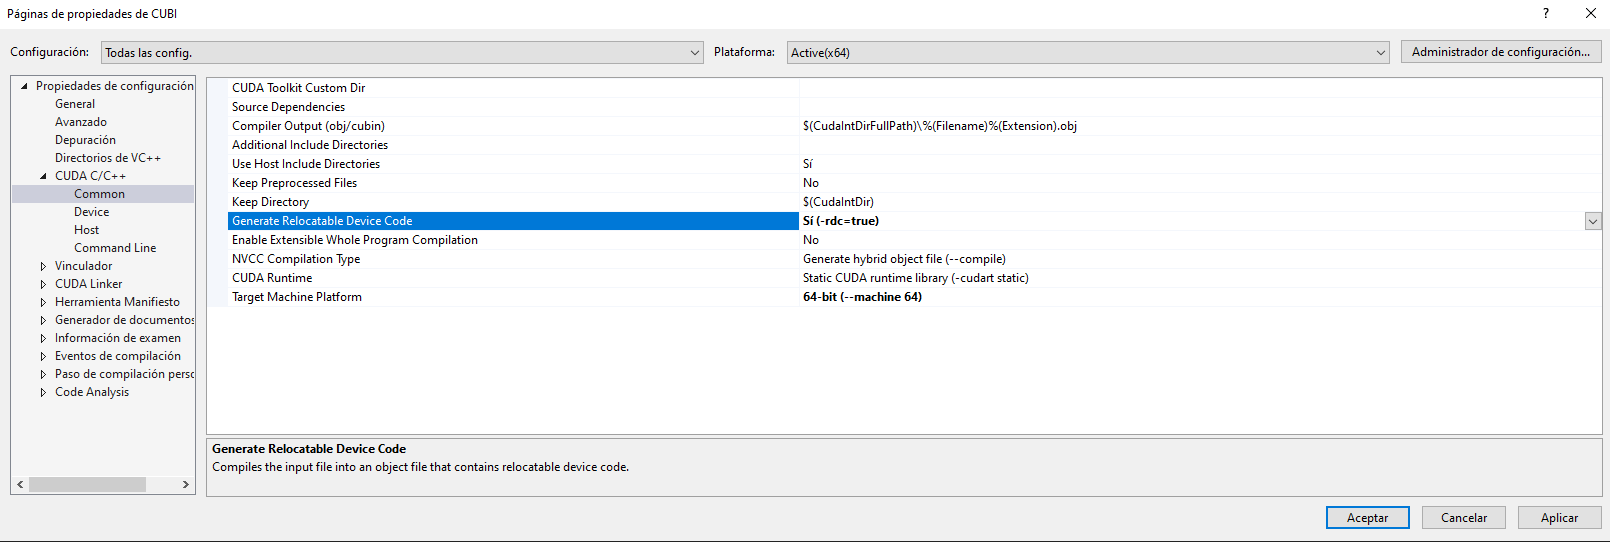 Páginas de propiedades de CUBI
?
Configuración: Todas las config. Plataforma: Active(x64) Administrador de configuración...
Propiedades de configuración
General
Avanzado
Depuración
Directorios de VC++
CUDA C/C++
Common
Device
Host
Command Line
Vinculador
CUDA Linker
Herramienta Manifiesto
Generador de documentos
Información de examen
Eventos de compilación
Paso de compilación perso
Code Analysis
CUDA Toolkit Custom Dir
Source Dependencies
Compiler Output (obj/cubin) $(CudaIntDirFullPath)\%(Filename)%(Extension).obj
Additional Include Directories
Use Host Include Directories Sí
Keep Preprocessed Files No
Keep Directory $(CudaIntDir)
Generate Relocatable Device Code Sí (-rdc=true)
Enable Extensible Whole Program Compilation No
NVCC Compilation Type Generate hybrid object file (--compile)
CUDA Runtime Static CUDA runtime library (-cudart static)
Target Machine Platform 64-bit (--machine 64)
Generate Relocatable Device Code
Compiles the input file into an object file that contains relocatable device code.
Aceptar Cancelar Aplicar